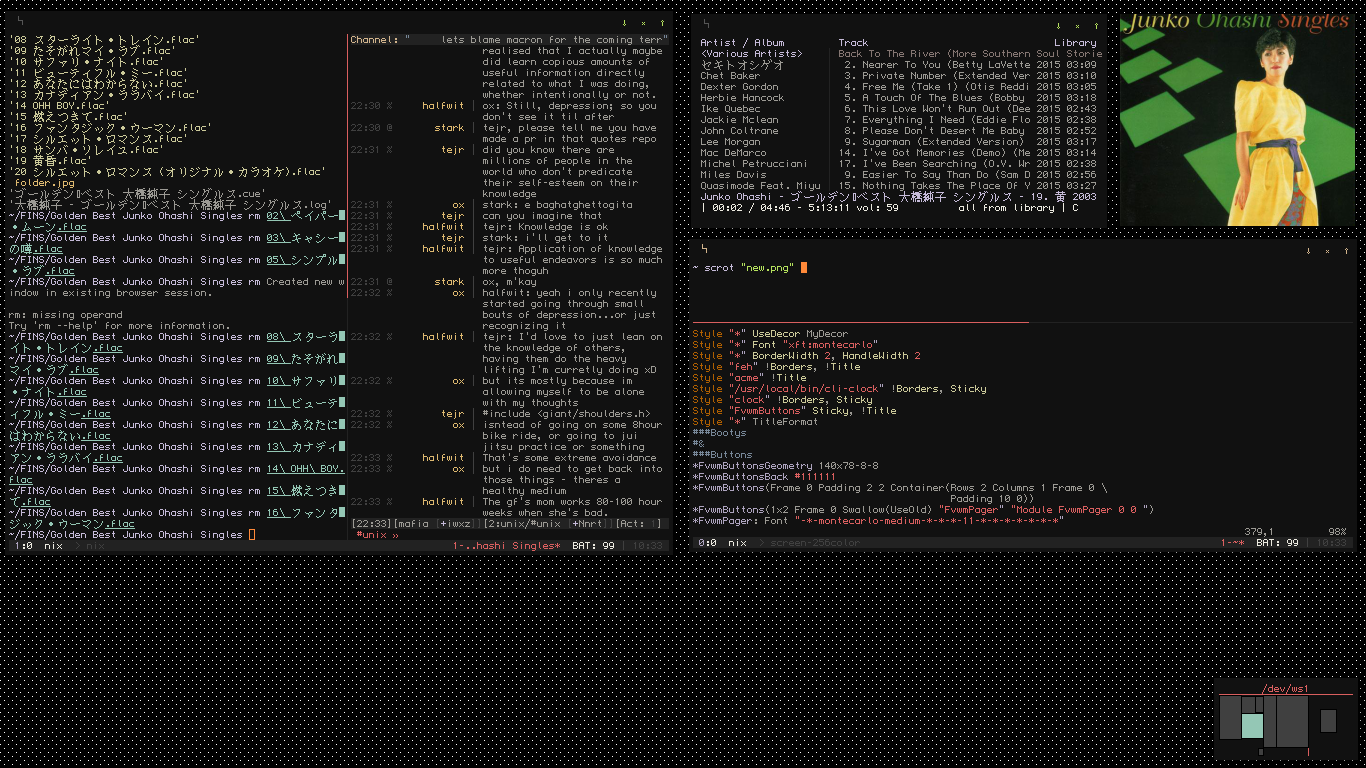 '08 スターライト・トレイン.flac'
'09 たそがれマイ・ラブ.flac'
'10 サファリ・ナイト.flac'
'11 ビューティフル・ミー.flac'
'12 あなたにはわからない.flac'
'13 カナディアン・ララバイ.flac'
'14 OHH BOY.flac'
'15 燃えつきて.flac'
'16 ファンタジック・ウーマン.flac'
'17 シルエット・ロマンス.flac'
'18 サンバ・リレイユ.flac'
'19 黄昏.flac'
'20 シルエット・ロマンス (オリジナル・カラオケ).flac'
folder.jpg
'ゴールデン☆ベスト 大橋純子 シングルス.cue'
'大橋純子 - ゴールデン☆ベスト 大橋純子 シングルス.log'
~/FINS/Golden Best Junko Ohashi Singles rm 02\ ペイパー
・ムーン.flac
~/FINS/Golden Best Junko Ohashi Singles rm 03\ キャシー
の噂.flac
~/FINS/Golden Best Junko Ohashi Singles rm 05\ シンプル
・ラブ.flac
~/FINS/Golden Best Junko Ohashi Singles rm Created new w
indow in existing browser session.
rm: missing operand
Try 'rm --help' for more information.
~/FINS/Golden Best Junko Ohashi Singles rm 08\ スターラ
イト・トレイン.flac
~/FINS/Golden Best Junko Ohashi Singles rm 09\ たそがれ
マイ・ラブ.flac
~/FINS/Golden Best Junko Ohashi Singles rm 10\ サファリ
・ナイト.flac
~/FINS/Golden Best Junko Ohashi Singles rm 11\ ビューテ
ィフル・ミー.flac
~/FINS/Golden Best Junko Ohashi Singles rm 12\ あなたに
はわからない.flac
~/FINS/Golden Best Junko Ohashi Singles rm 13\ カナディ
アン・ララバイ.flac
~/FINS/Golden Best Junko Ohashi Singles rm 14\ OHH\ BOY.
flac
~/FINS/Golden Best Junko Ohashi Singles rm 15\ 燃えつき
て.flac
~/FINS/Golden Best Junko Ohashi Singles rm 16\ ファンタ
ジック・ウーマン.flac
~/FINS/Golden Best Junko Ohashi Singles
Channel: " lets blame macron for the coming terr"
realised that I actually maybe
did learn copious amounts of
useful information directly
related to what I was doing,
whether intentionally or not.
22:30 % halfwit | ox: Still, depression; so you
don't see it til after
22:30 @ stark | tejr, please tell me you have
made a pr in that quotes repo
22:31 % tejr | did you know there are
millions of people in the
world who don't predicate
their self-esteem on their
knowledge
22:31 % ox | stark: e baghatghettogita
22:31 % tejr | can you imagine that
22:31 % halfwit | tejr: Knowledge is ok
22:31 % tejr | stark: i'll get to it
22:31 % halfwit | tejr: Application of knowledge
to useful endeavors is so much
more thoguh
22:31 @ stark | ox, m'kay
22:32 % ox | halfwit: yeah i only recently
started going through small
bouts of depression...or just
recognizing it
22:32 % halfwit | tejr: I'd love to just lean on
the knowledge of others,
having them do the heavy
lifting I'm curretly doing xD
22:32 % ox | but its mostly because im
allowing myself to be alone
with my thoughts
22:32 % tejr | #include <giant/shoulders.h>
22:32 % ox | isntend of going on some 8hour
bike ride, or going to jui
jitsu practice or something
22:33 % halfwit | That's some extreme avoidance
22:33 % ox | but i do need to get back into
those things - theres a
healthy medium
22:33 % halfwit | The gf's mom works 80-100 hour
weeks when she's bad.
[22:33][mafia [+iwxz]][2:unix/#unix [+Nnrt][Act: ]
#unix »
1:0 nix > nix 1-..hashi Singles* BAT: 99 | 10:33
Artist / Album Track Library
<Various Artists> Back To The River (More Southern Soul Storie
セキトオシゲオ 2. Nearer To You (Betty LaVette 2015 03:09
Chet Baker 3. Private Number (Extended Ver 2015 03:10
Dexter Gordon 4. Free Me (Take 1) (Otis Reddi 2015 03:05
Herbie Hancock 5. A Touch Of The Blues (Bobby 2015 03:18
Ike Quebec 6. This Love Won't Run Out (Dee 2015 02:43
Jackie Mclean 7. Everything I Need (Eddie Flo 2015 02:38
John Coltrane 8. Please Don't Desert Me Baby 2015 02:52
Lee Morgan 9. Sugarman (Extended Version) 2015 03:17
Mac DeMarco 14. I've Got Memories (Demo) (Me 2015 03:14
Michel Petrucciani 17. I've Been Searching (O.V. Wr 2015 02:38
Miles Davis 9. Easier To Say Than Do (Sam D 2015 02:56
Quasimode Feat. Miyu 15. Nothing Takes The Place Of Y 2015 03:27
Junko Ohashi - ゴールデン☆ベスト 大橋純子 シングルス - 19. 黄 2003
| 00:02 / 04:46 - 5:13:11 vol: 59 all from library | C
Junko Ohashi Singles
~ scrot "new.png"
Style "*" UseDecor MyDecor
Style "*" Font "xft:montecarlo"
Style "*" BorderWidth 2, HandleWidth 2
Style "feh" !Borders, !Title
Style "acme" !Title
Style "/usr/local/bin/cli-clock" !Borders, Sticky
Style "clock" !Borders, Sticky
Style "FvwmButtons" Sticky, !Title
Style "*" TitleFormat
###Bootys
#&
###Buttons
*FvwmButtonsGeometry 140x78-8-8
*FvwmButtonsBack #111111
*FvwmButtons(Frame 0 Padding 2 2 Container(Rows 2 Columns 1 Frame 0 \
Padding 10 0))
*FvwmButtons(1x2 Frame 0 Swallow(UseOld) "FvwmPager" "Module FvwmPager 0 0 ")
*FvwmPager: Font "-*-montecarlo-medium-*-*-*-11-*-*-*-*-*-*-*"
379,1 98%
0:0 nix > screen-256color 1-~* BAT: 99 | 10:33
/dev/ws1